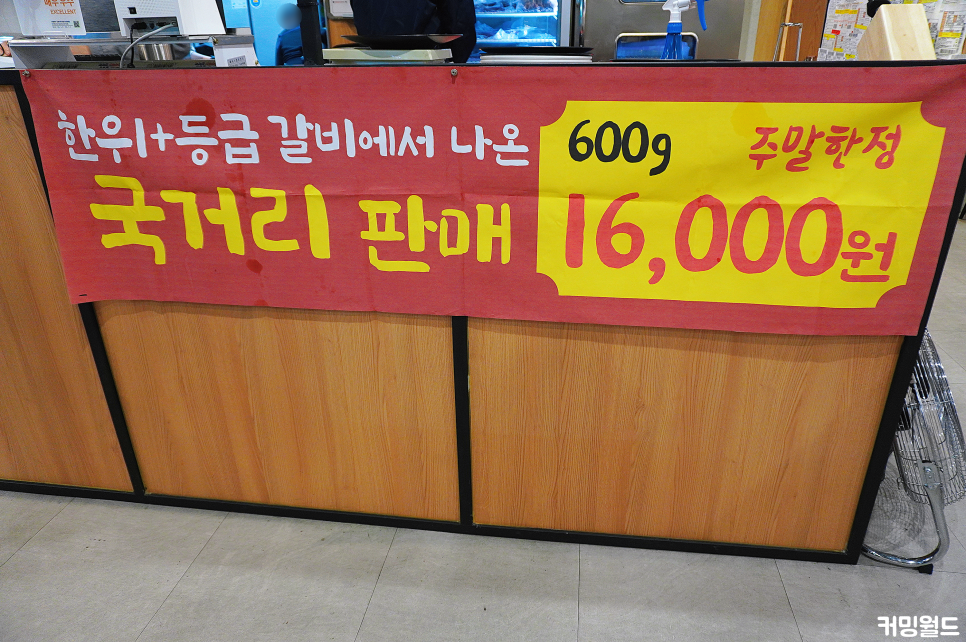 한우1+등급 갈비에서 나온
국거리 판매
600g 주말한정
16,000원
EXCELLENT
커밍월드